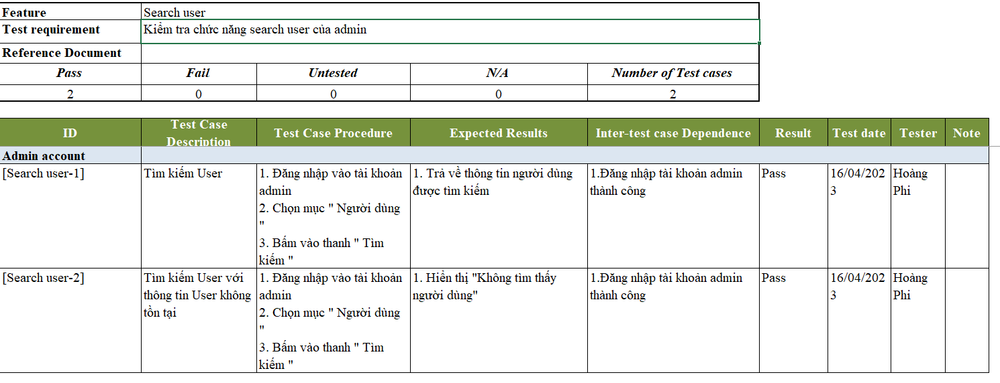 Feature Search user
Test requirement Kiểm tra chức năng search user của admin
Reference Document
Pass Fail Untested N/A Number of Test cases
2 0 0 0 2
ID Test Case Description Test Case Procedure Expected Results Inter-test case Dependence Result Test date Tester Note
Admin account
[Search user-1] Tìm kiếm User 1. Đăng nhập vào tài khoản 1. Trả về thông tin người dùng 1.Đăng nhập tài khoản admin Pass 16/04/202 Hoàng
admin được tìm kiếm thành công 3 Phi
2. Chọn mục " Người dùng
"
3. Bấm vào thanh " Tìm
kiếm "
[Search user-2] Tìm kiếm User với 1. Đăng nhập vào tài khoản 1. Hiển thị "Không tìm thấy 1.Đăng nhập tài khoản admin Pass 16/04/202 Hoàng
thông tin User không admin người dùng" thành công 3 Phi
tồn tại 2. Chọn mục " Người dùng
"
3. Bấm vào thanh " Tìm
kiếm "